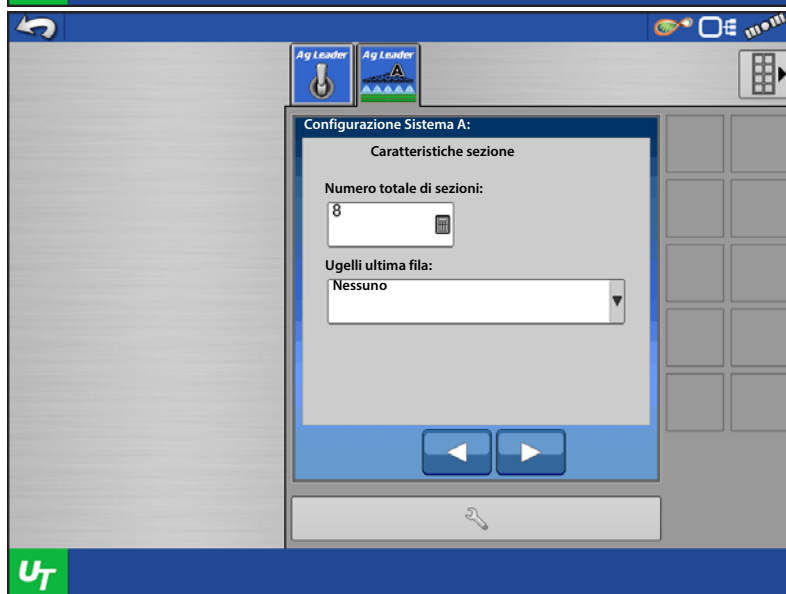 Ag Leader
Ag Leader
A
Configurazione Sistema A:
Caratteristiche sezione
Numero totale di sezioni:
8
Ugelli ultima fila:
Nessuno
UT